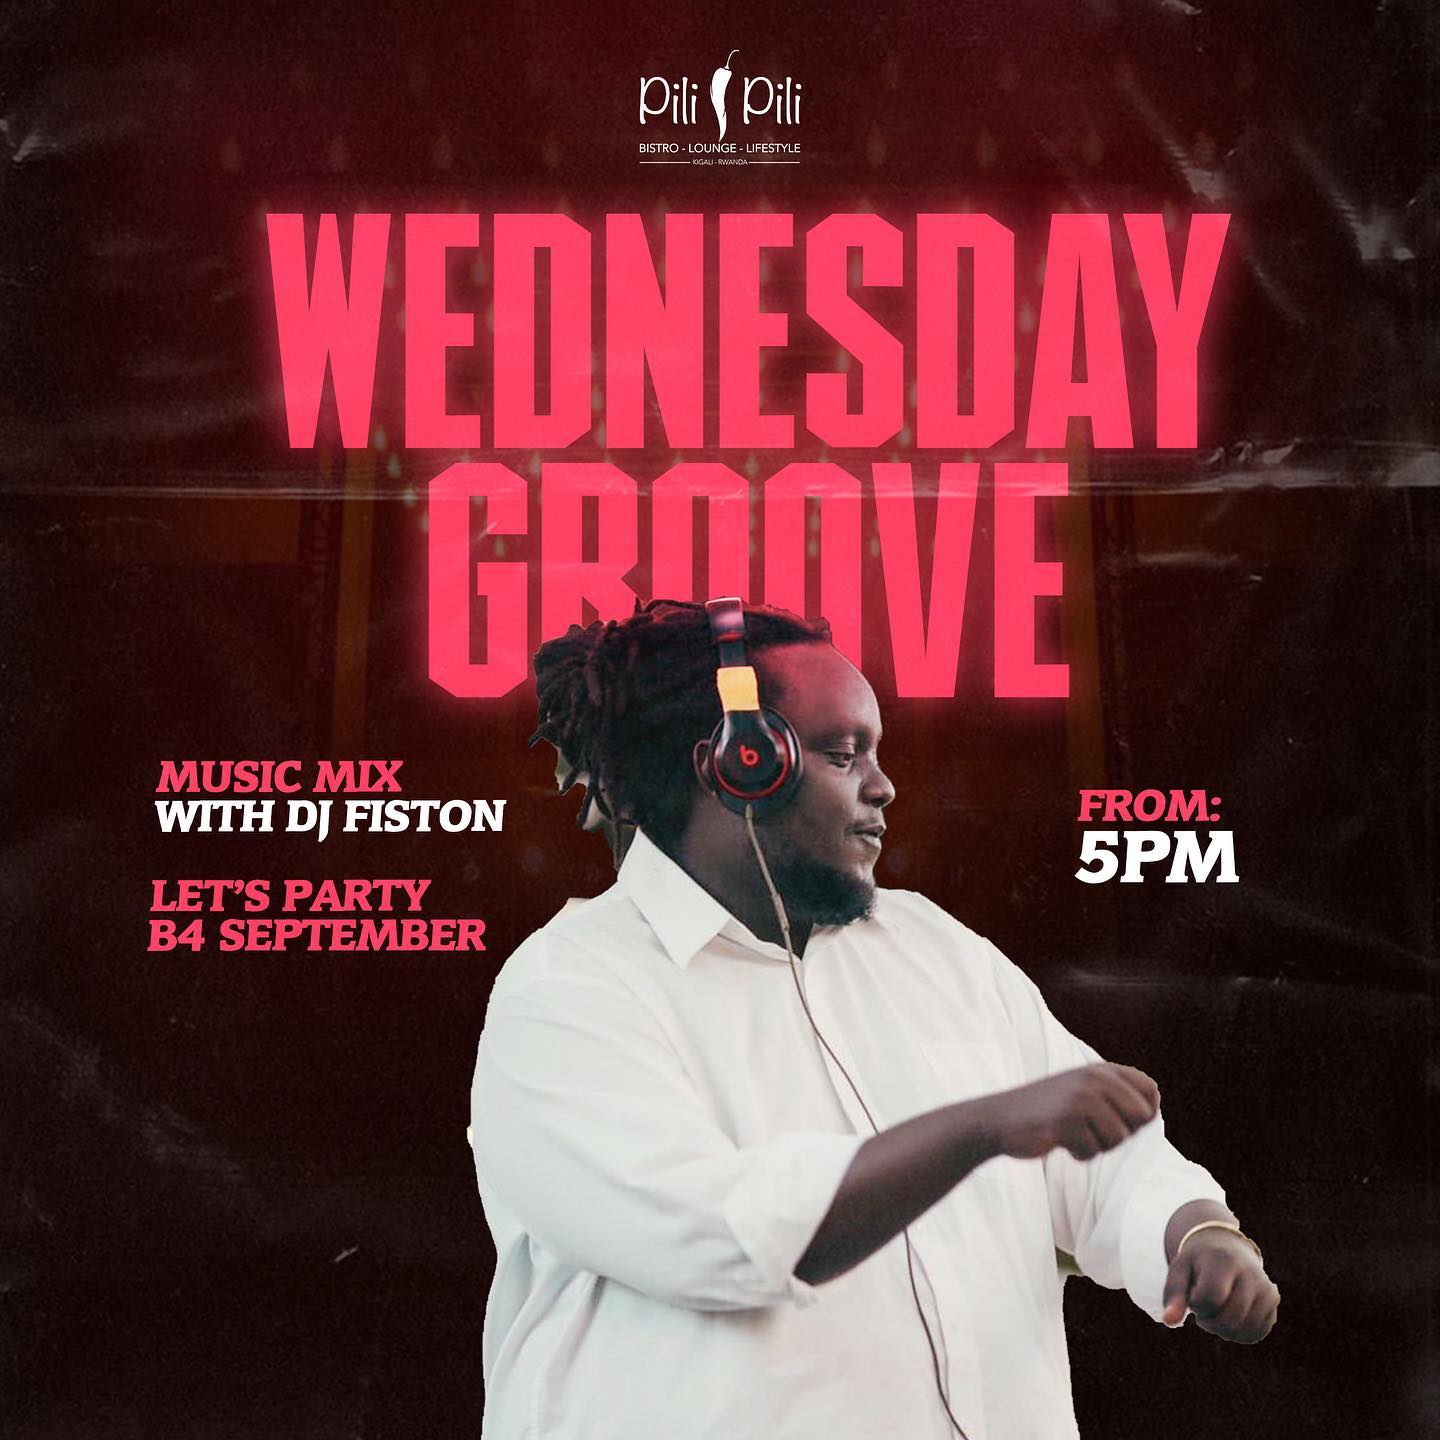 Pili Pili
BISTRO - LOUNGE - LIFESTYLE
KIGALI - RWANDA
WEDNESDAY
GROOVE
MUSIC MIX
WITH DJ FISTON
LET'S PARTY
B4 SEPTEMBER
FROM:
5PM
b